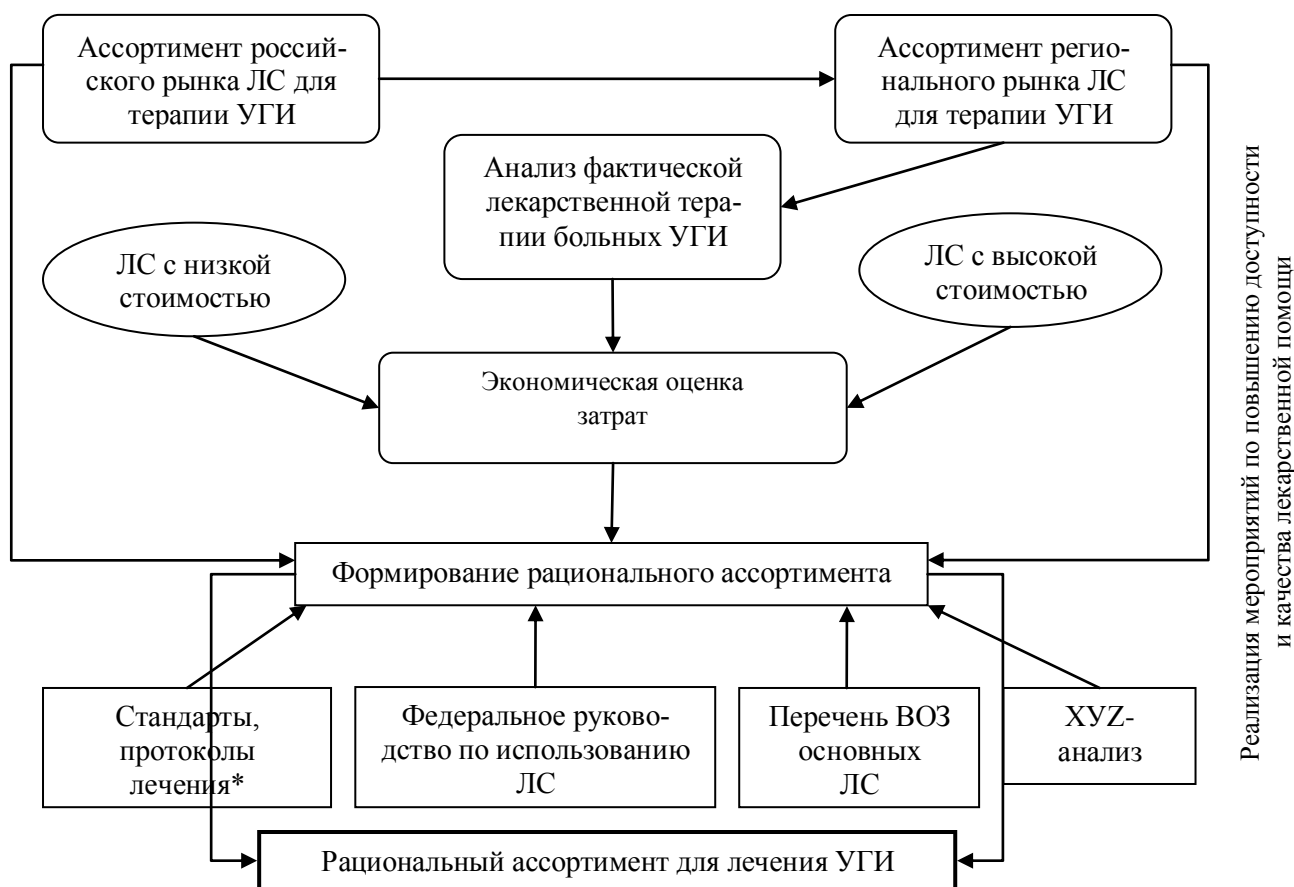 Ассортимент россий-
ского рынка ЛС для
терапии УГИ
Ассортимент регио-
нального рынка ЛС
для терапии УГИ
Анализ фактической
лекарственной тера-
пии больных УГИ
ЛС с низкой
стоимостью
ЛС с высокой
стоимостью
Экономическая оценка
затрат
Формирование рационального ассортимента
Стандарты,
протоколы
лечения*
Федеральное руково-
дство по использованию
ЛС
Перечень ВОЗ
основных
ЛС
ХУZ-
анализ
Рациональный ассортимент для лечения УГИ
Реализация мероприятий по повышению доступности
и качества лекарственной помощи